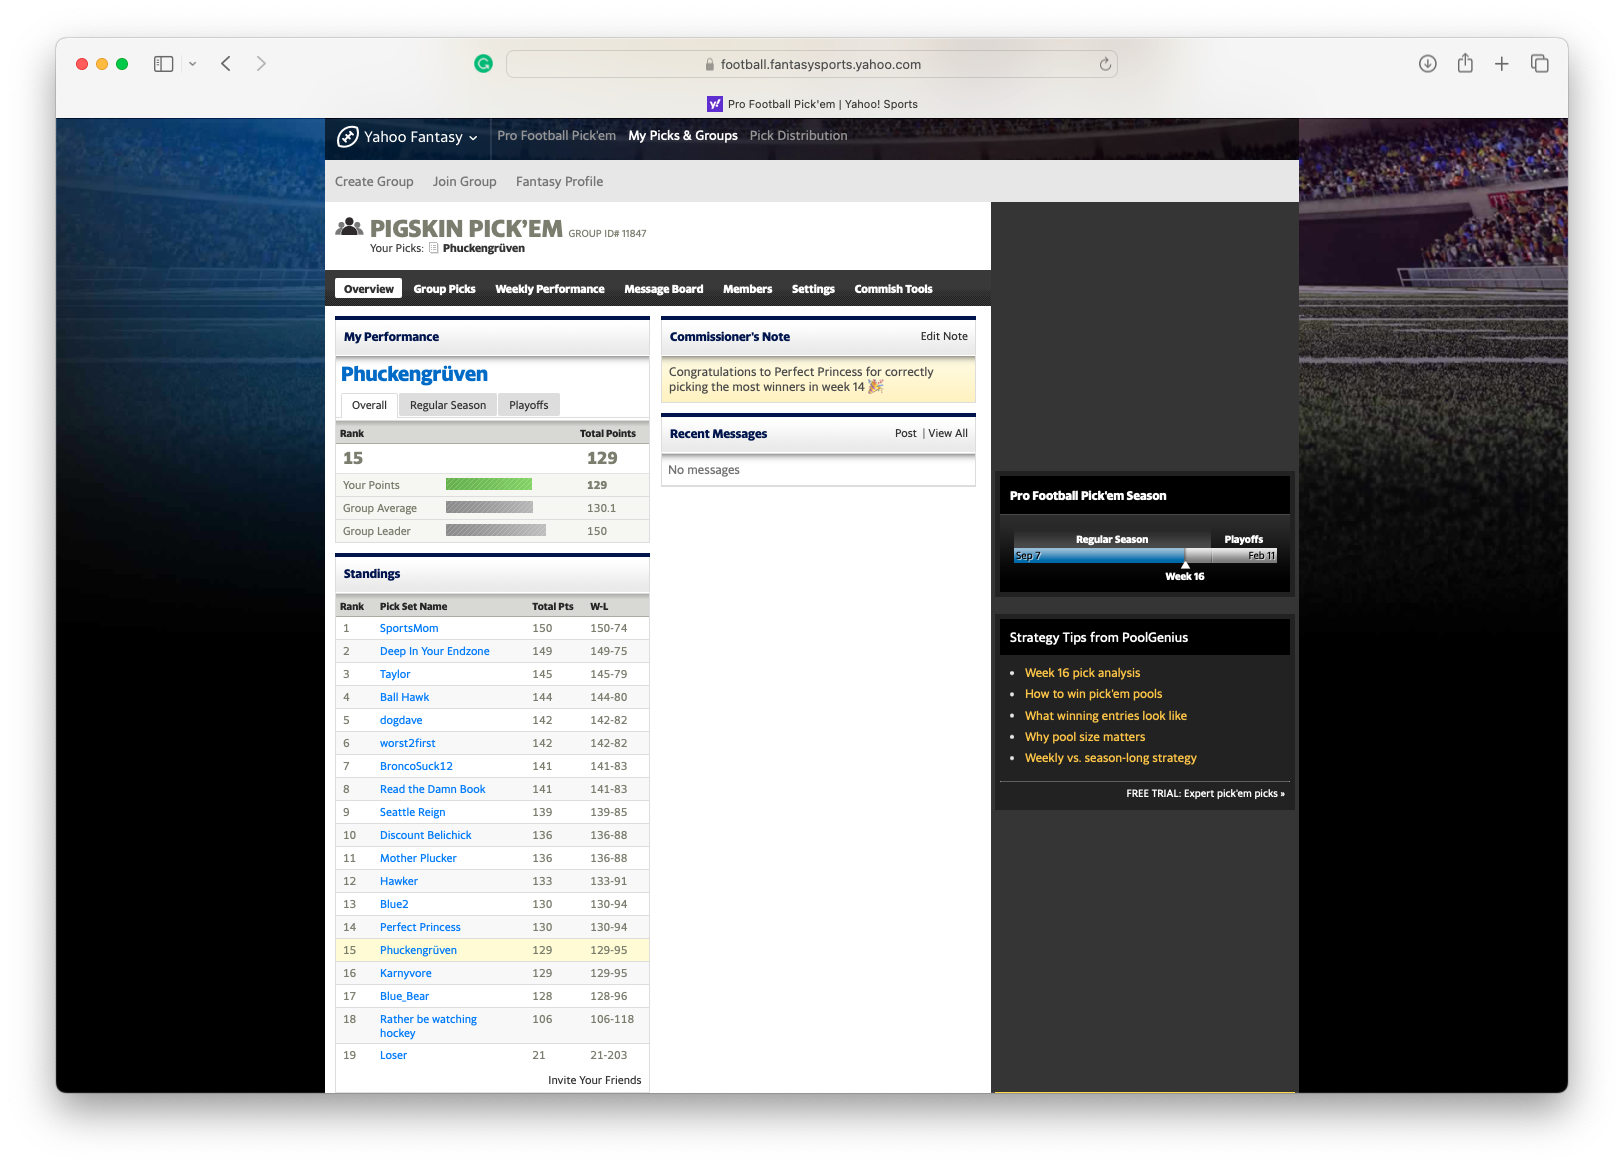 football.fantasysports.yahoo.com
y! Pro Football Pick'em | Yahoo! Sports
Yahoo Fantasy Pro Football Pick'em My Picks & Groups Pick Distribution
Create Group Join Group Fantasy Profile
PIGSKIN PICK'EM GROUP ID# 11847
Your Picks: Phuckengrüven
Overview Group Picks Weekly Performance Message Board Members Settings Commish Tools
My Performance
Phuckengrüven
Overall Regular Season Playoffs
Rank Total Points
15 129
Your Points 129
Group Average 130.1
Group Leader 150
Standings
Rank Pick Set Name Total Pts W-L
1 SportsMom 150 150-74
2 Deep In Your Endzone 149 149-75
3 Taylor 145 145-79
4 Ball Hawk 144 144-80
5 dogdave 142 142-82
6 worst2first 142 142-82
7 BroncoSuck12 141 141-83
8 Read the Damn Book 141 141-83
9 Seattle Reign 139 139-85
10 Discount Belichick 136 136-88
11 Mother Plucker 136 136-88
12 Hawker 133 133-91
13 Blue2 130 130-94
14 Perfect Princess 130 130-94
15 Phuckengrüven 129 129-95
16 Karnyvore 129 129-95
17 Blue_Bear 128 128-96
18 Rather be watching 106 106-118
hockey
19 Loser 21 21-203
Invite Your Friends
Commissioner's Note Edit Note
Congratulations to Perfect Princess for correctly
picking the most winners in week 14 🎉
Recent Messages Post | View All
No messages
Pro Football Pick'em Season
Regular Season Playoffs
Sep 7 Feb 11
Week 16
Strategy Tips from PoolGenius
• Week 16 pick analysis
• How to win pick'em pools
• What winning entries look like
• Why pool size matters
• Weekly vs. season-long strategy
FREE TRIAL: Expert pick'em picks »